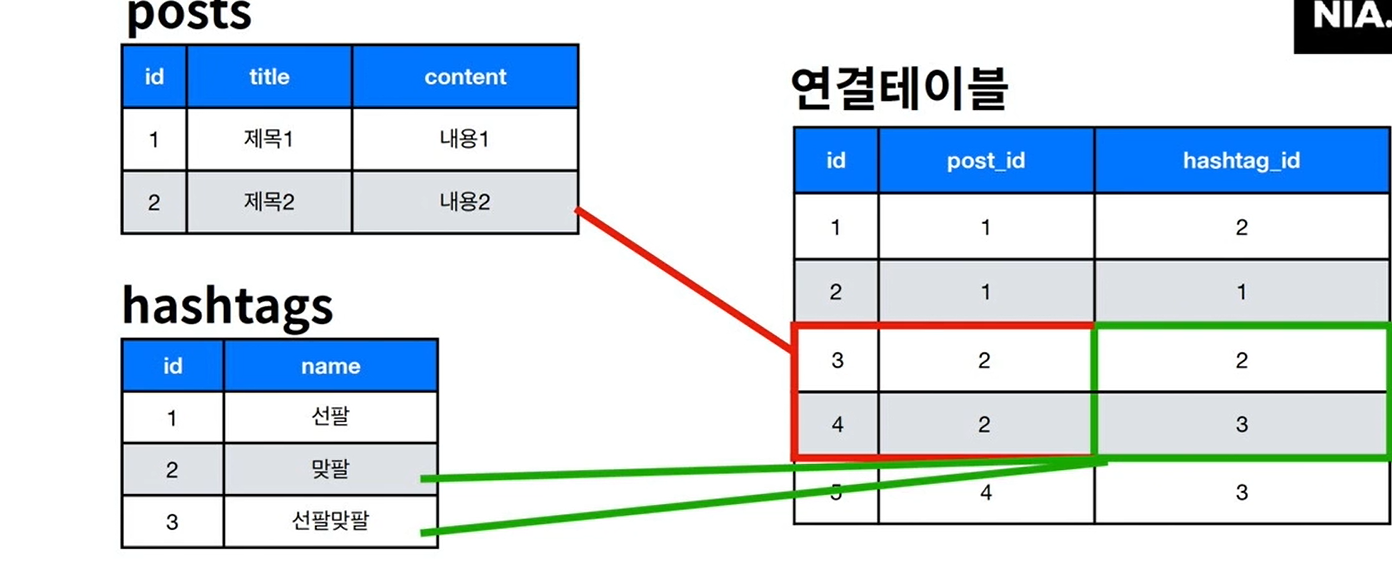 posts
id title content
1 제목1 내용1
2 제목2 내용2
hashtags
id name
1 선팔
2 맞팔
3 선팔맞팔
NIA.
연결테이블
id post_id hashtag_id
1 1 2
2 1 1
3 2 2
4 2 3
5 4 3